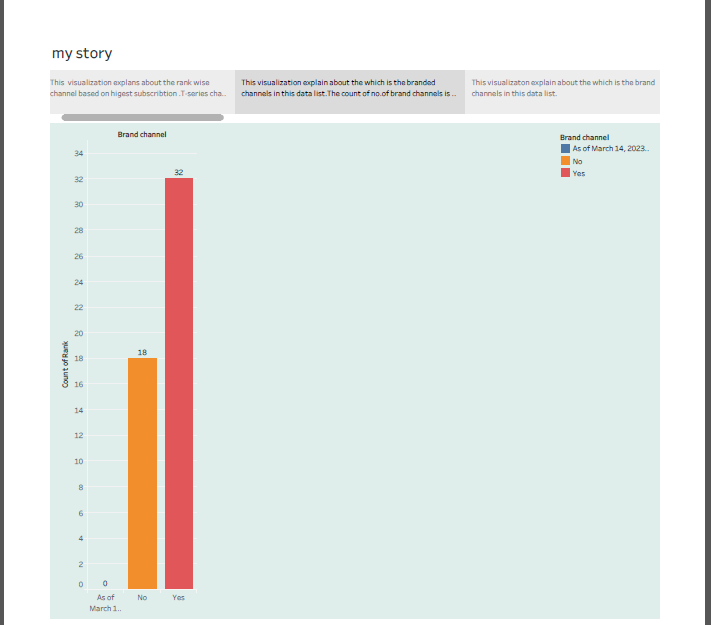 my story
This visualization explans about the rank wise
channel based on higest subscribtion .T-series cha..
This visualization explain about the which is the branded
channels in this data list.The count of no.of brand channels is ..
This visualizaton explain about the which is the brand
channels in this data list.
Brand channel
Brand channel
As of March 14, 2023..
No
Yes
34
32
30
28
26
24
22
20
18
16
14
12
10
8
6
4
2
0
Count of Rank
0
18
32
As of
March 1..
No
Yes